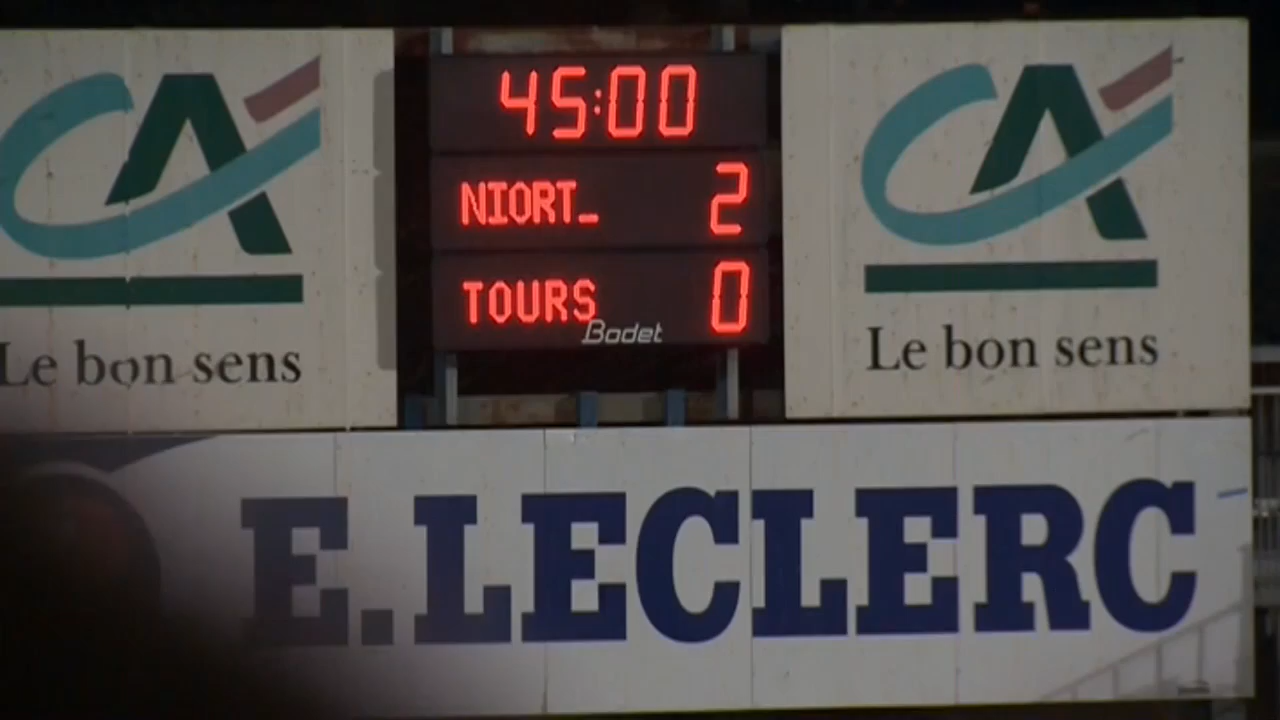 CA
Le bon sens
45:00
NIORT_ 2
TOURS 0
Bodet
CA
Le bon sens
E.LECLERC